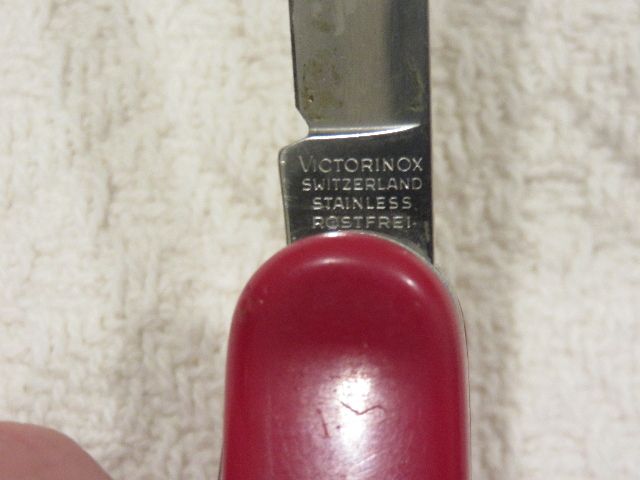 VICTORINOX
SWITZERLAND
STAINLESS
ROSTFREI